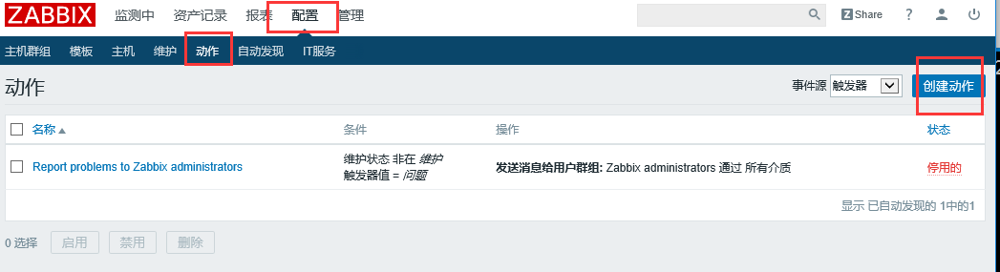 ZABBIX 监测中 资产记录 报表 配置 管理 Z Share ?
主机群组 模板 主机 维护 动作 自动发现 IT服务
动作 事件源 触发器 创建动作
名称 条件 操作 状态
Report problems to Zabbix administrators 维护状态 非在 维护 发送消息给用户群组: Zabbix administrators 通过 所有介质 停用的
触发器值 = 问题
显示 已自动发现的 1中的1
0 选择 启用 禁用 删除